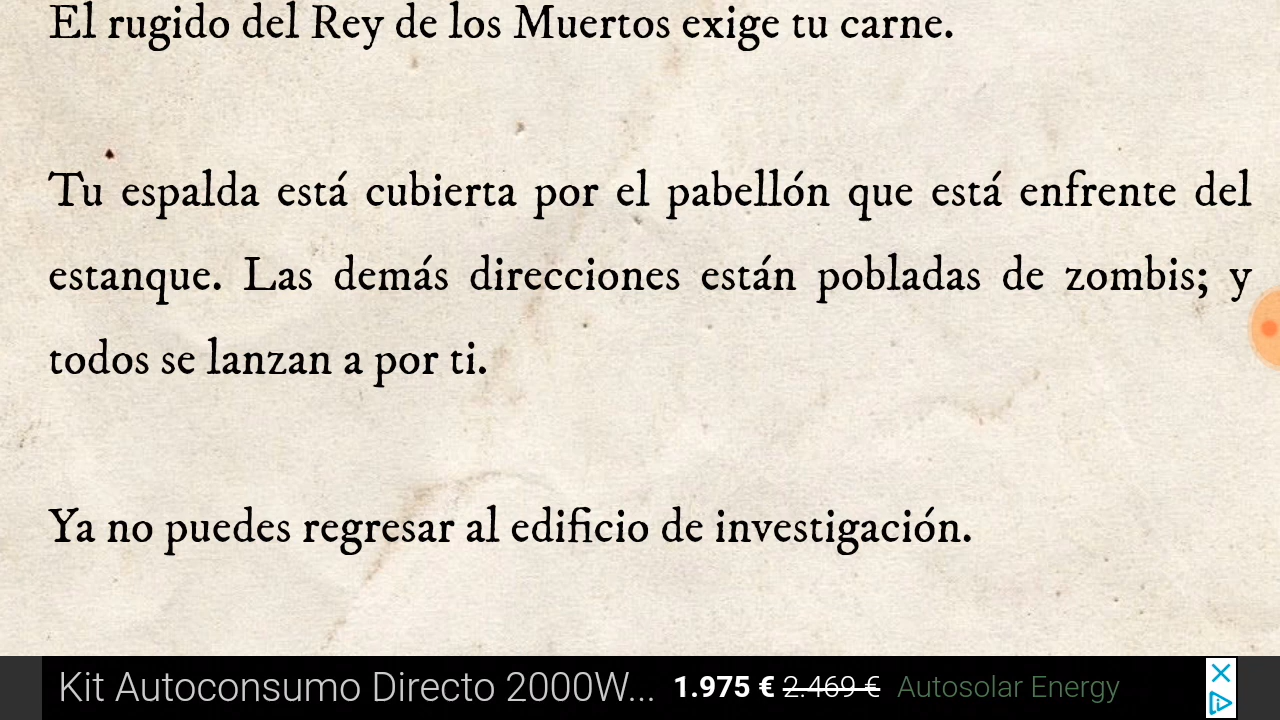 El rugido del Rey de los Muertos exige tu carne.
Tu espalda está cubierta por el pabellón que está enfrente del
estanque. Las demás direcciones están pobladas de zombis; y
todos se lanzan a por ti.
Ya no puedes regresar al edificio de investigación.
Kit Autoconsumo Directo 2000W... 1.975 € 2.469 € Autosolar Energy